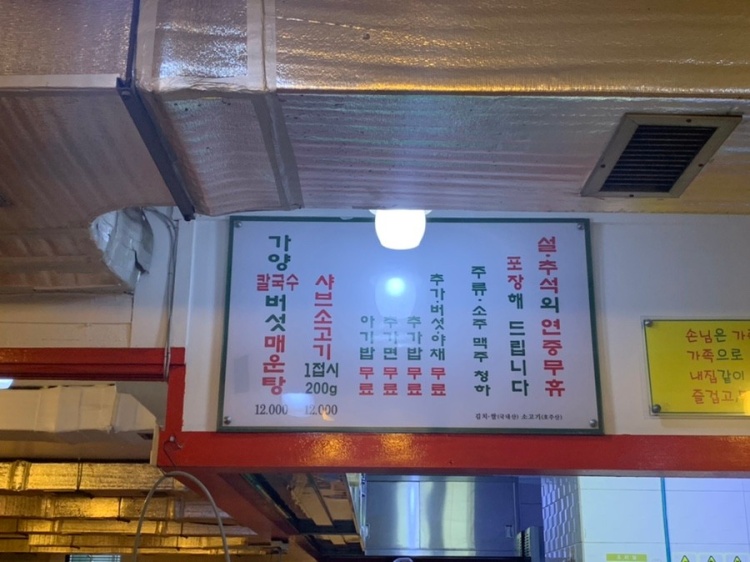 가양
칼국수
버섯매운탕
12.000
샤브소고기
1접시
200g
12.000
아기밥 무료
추가면 무료
추가밥 무료
추가·버섯·야채 무료
주류·소주 맥주 청하
포장해 드립니다
설·추석외 연중무휴
김치·쌀(국내산) 소고기(호주산)
손님은 가족
가족으로
내집같이
즐겁고